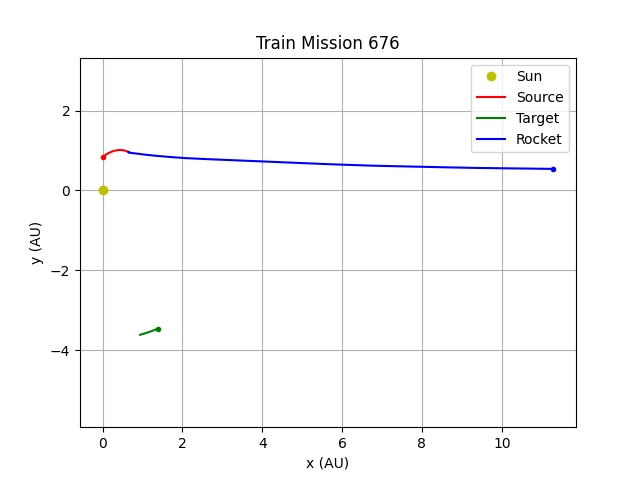 Train Mission 676
Sun
Source
Target
Rocket
2
0
−2
−4
y (AU)
0
2
4
6
8
10
x (AU)